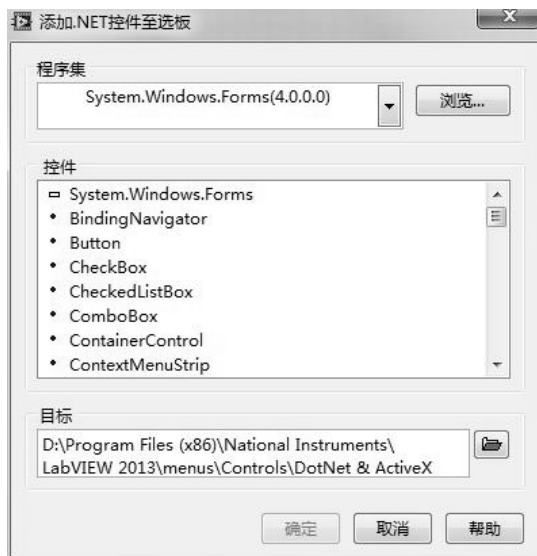 添加.NET控件至选板
程序集
System.Windows.Forms(4.0.0.0)
浏览...
控件
System.Windows.Forms
BindingNavigator
Button
CheckBox
CheckedListBox
ComboBox
ContainerControl
ContextMenuStrip
目标
D:\Program Files (x86)\National Instruments\
LabVIEW 2013\menus\Controls\DotNet & ActiveX
确定 取消 帮助